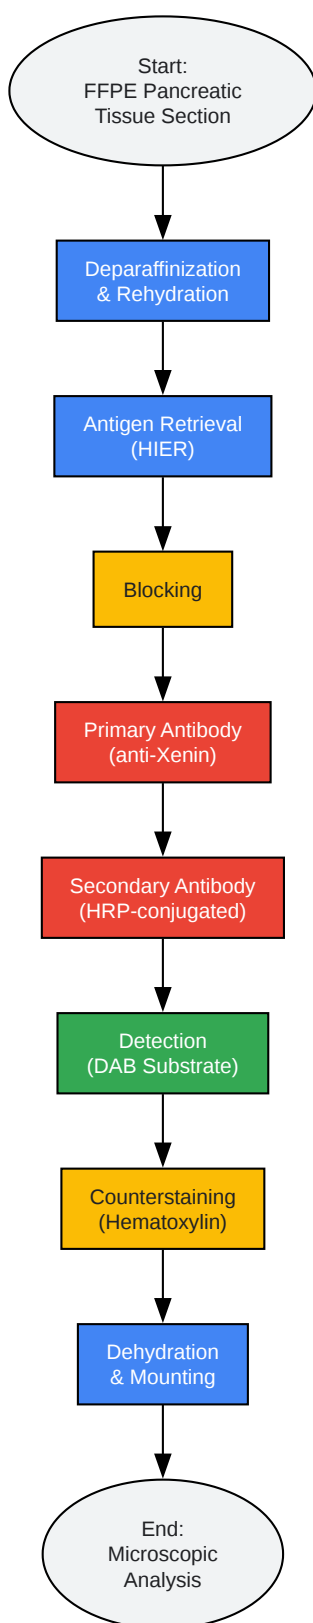 Start:
FFPE Pancreatic
Tissue Section
Deparaffinization
& Rehydration
Antigen Retrieval
(HIER)
Blocking
Primary Antibody
(anti-Xenin)
Secondary Antibody
(HRP-conjugated)
Detection
(DAB Substrate)
Counterstaining
(Hematoxylin)
Dehydration
& Mounting
End:
Microscopic
Analysis